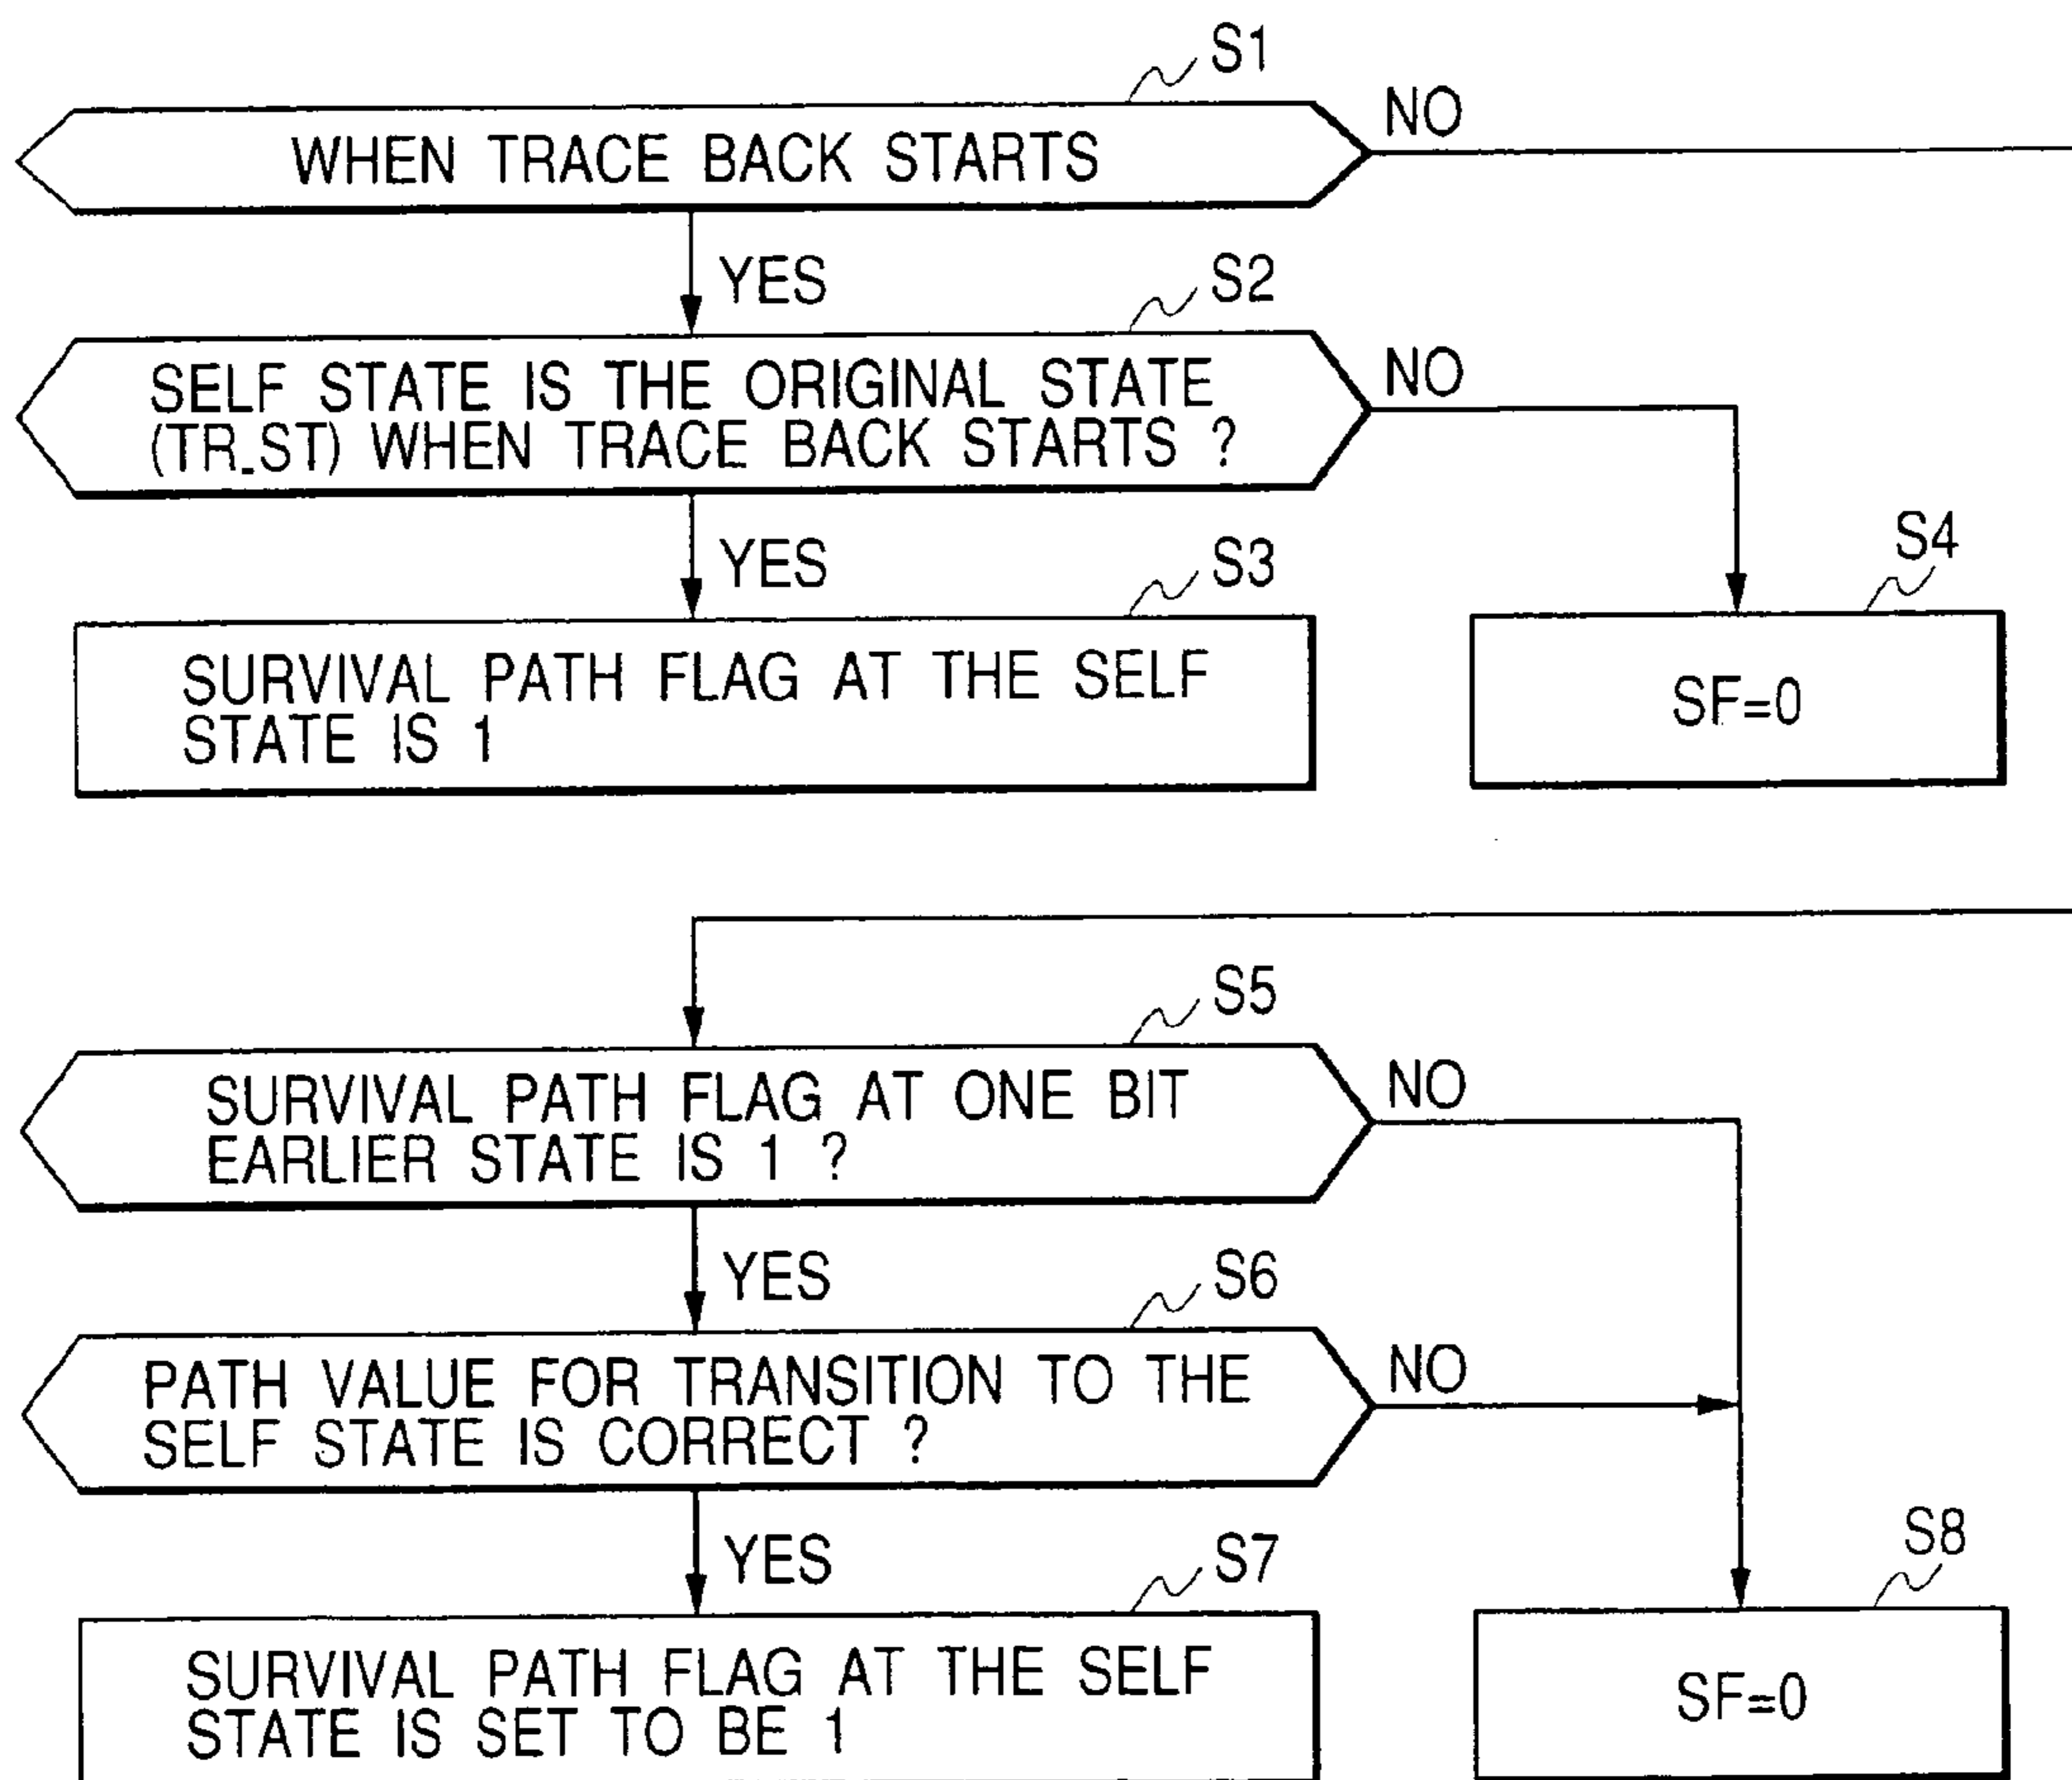 S1
NO
WHEN TRACE BACK STARTS
YES
S2
NO
SELF STATE IS THE ORIGINAL STATE
(TR_ST) WHEN TRACE BACK STARTS ?
YES
S3
S4
SURVIVAL PATH FLAG AT THE SELF
STATE IS 1
SF=0
S5
NO
SURVIVAL PATH FLAG AT ONE BIT
EARLIER STATE IS 1 ?
YES
S6
NO
PATH VALUE FOR TRANSITION TO THE
SELF STATE IS CORRECT ?
YES
S7
S8
SURVIVAL PATH FLAG AT THE SELF
STATE IS SET TO BE 1
SF=0